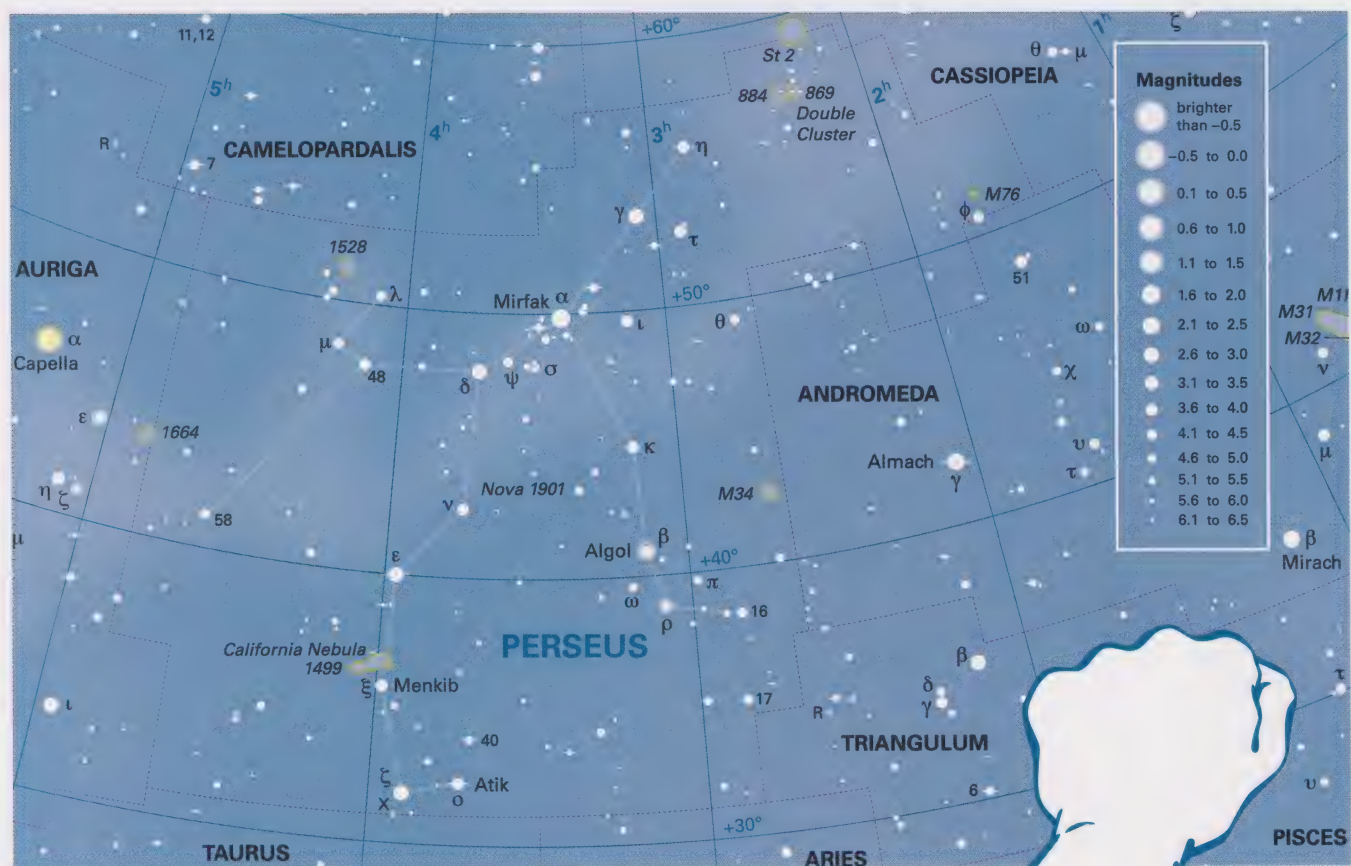 11,12
5h
4h
+60°
3h
St 2
884
869
Double
Cluster
2h
CASSIOPEIA
θ
μ
1h
ζ
R
7
CAMELOPARDALIS
η
γ
τ
M76
φ
51
AURIGA
α
Capella
1528
λ
Mirfak α
+50°
ι
θ
ω
μ
48
δ
ψ
σ
χ
ANDROMEDA
ε
1664
κ
Almach
γ
υ
τ
η
ζ
58
Nova 1901
M34
ν
μ
Algol β
+40°
ε
π
ω
ρ
16
PERSEUS
California Nebula
1499
ξ
Menkib
ι
17
β
δ
γ
R
TRIANGULUM
40
ζ
X
ο
Atik
6
+30°
TAURUS
ARIES
PISCES
Magnitudes
brighter
than −0.5
−0.5 to 0.0
0.1 to 0.5
0.6 to 1.0
1.1 to 1.5
1.6 to 2.0
2.1 to 2.5
2.6 to 3.0
3.1 to 3.5
3.6 to 4.0
4.1 to 4.5
4.6 to 5.0
5.1 to 5.5
5.6 to 6.0
6.1 to 6.5
M31
M32
ν
μ
β
Mirach
τ
υ